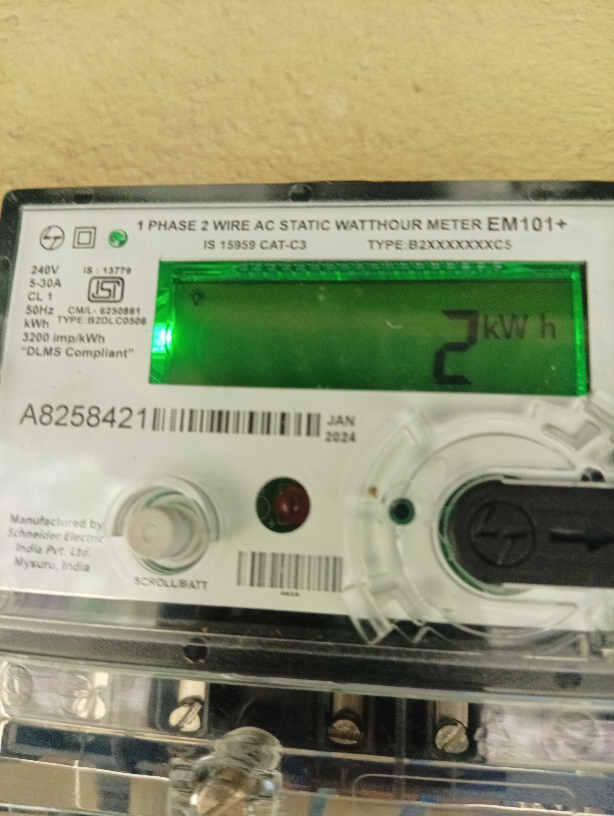 1 PHASE 2 WIRE AC STATIC WATTHOUR METER EM101+
IS 15959 CAT-C3 TYPE:B2XXXXXXXC5
240V IS : 13779
5-30A
CL 1
50Hz CM/L- 6250861
kWh TYPE:B2DLC0506
3200 imp/kWh
"DLMS Compliant"
2 kWh
A8258421
JAN
2024
Manufactured by
Schneider Electric
India Pvt. Ltd.
Mysuru, India
SCROLL/BATT